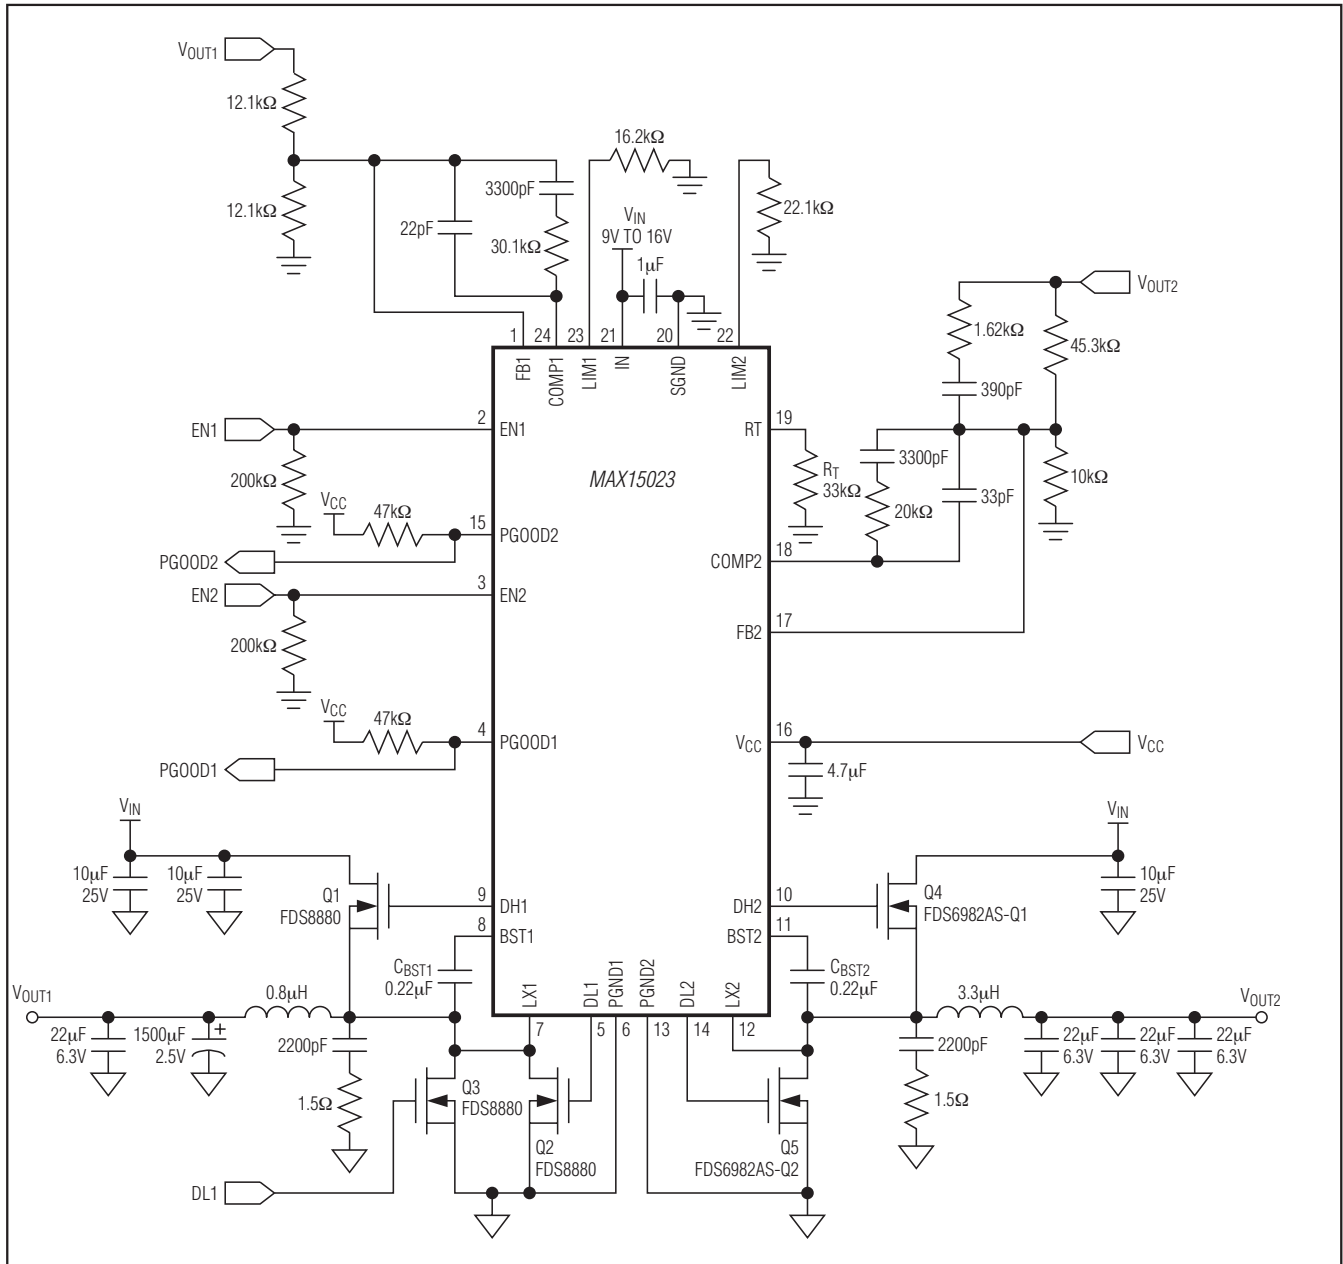 VOUT1
12.1kΩ
12.1kΩ
22pF
3300pF
30.1kΩ
16.2kΩ
VIN
9V TO 16V
1µF
22.1kΩ
VOUT2
1.62kΩ
45.3kΩ
390pF
10kΩ
3300pF
20kΩ
33pF
RT
33kΩ
1 24 23 21 20 22
FB1 COMP1 LIM1 IN SGND LIM2
MAX15023
EN1
200kΩ
2
EN1
VCC
47kΩ
15
PGOOD2
PGOOD2
EN2
200kΩ
3
EN2
VCC
47kΩ
4
PGOOD1
PGOOD1
19
RT
18
COMP2
17
FB2
16
VCC
4.7µF
VCC
VIN
10µF
25V
10µF
25V
Q1
FDS8880
9
DH1
8
BST1
CBST1
0.22µF
10
DH2
11
BST2
CBST2
0.22µF
Q4
FDS6982AS-Q1
VIN
10µF
25V
LX1 DL1 PGND1 PGND2 DL2 LX2
7 5 6 13 14 12
VOUT1
22µF
6.3V
1500µF
2.5V
+
0.8µH
2200pF
1.5Ω
Q3
FDS8880
Q2
FDS8880
DL1
Q5
FDS6982AS-Q2
3.3µH
2200pF
1.5Ω
22µF
6.3V
22µF
6.3V
22µF
6.3V
VOUT2